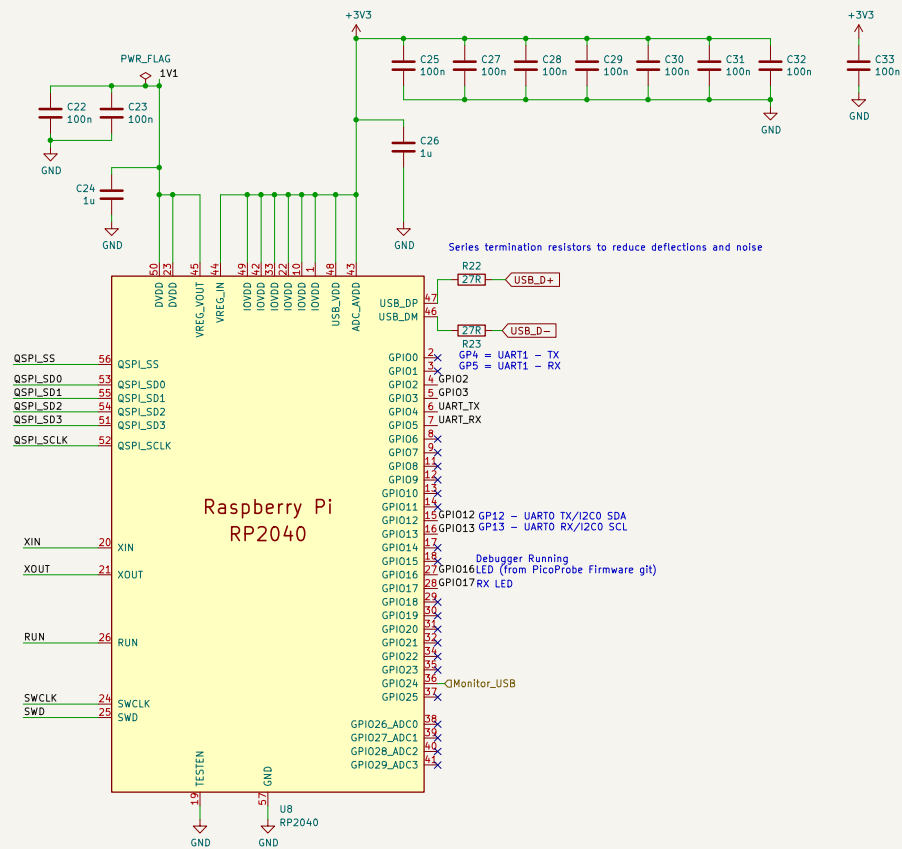 +3V3
+3V3
PWR_FLAG
1V1
C25
100n
C27
100n
C28
100n
C29
100n
C30
100n
C31
100n
C32
100n
C33
100n
C22
100n
C23
100n
GND
GND
GND
C26
1u
C24
1u
GND
GND
Series termination resistors to reduce deflections and noise
50
23
45
44
49
42
33
22
10
1
48
43
DVDD
DVDD
VREG_VOUT
VREG_IN
IOVDD
IOVDD
IOVDD
IOVDD
IOVDD
IOVDD
USB_VDD
ADC_AVDD
R22
27R
USB_D+
USB_DP 47
USB_DM 46
27R
USB_D-
R23
GPIO0 2
GP4 = UART1 - TX
GPIO1 3
GP5 = UART1 - RX
GPIO2 4 GPIO2
GPIO3 5 GPIO3
GPIO4 6 UART_TX
GPIO5 7 UART_RX
GPIO6 8
GPIO7 9
GPIO8 11
GPIO9 12
GPIO10 13
GPIO11 14
GPIO12 15 GPIO12
GP12 - UART0 TX/I2C0 SDA
GPIO13 16 GPIO13
GP13 - UART0 RX/I2C0 SCL
GPIO14 17
GPIO15 18
Debugger Running
LED (from PicoProbe Firmware git)
GPIO16 27 GPIO16
GPIO17 28 GPIO17
RX LED
GPIO18 29
GPIO19 30
GPIO20 31
GPIO21 32
GPIO22 34
GPIO23 35
GPIO24 36 Monitor_USB
GPIO25 37
GPIO26_ADC0 38
GPIO27_ADC1 39
GPIO28_ADC2 40
GPIO29_ADC3 41
QSPI_SS 56 QSPI_SS
QSPI_SD0 53 QSPI_SD0
QSPI_SD1 55 QSPI_SD1
QSPI_SD2 54 QSPI_SD2
QSPI_SD3 51 QSPI_SD3
QSPI_SCLK 52 QSPI_SCLK
Raspberry Pi
RP2040
XIN 20 XIN
XOUT 21 XOUT
RUN 26 RUN
SWCLK 24 SWCLK
SWD 25 SWD
TESTEN
19
GND
57
U8
RP2040
GND
GND